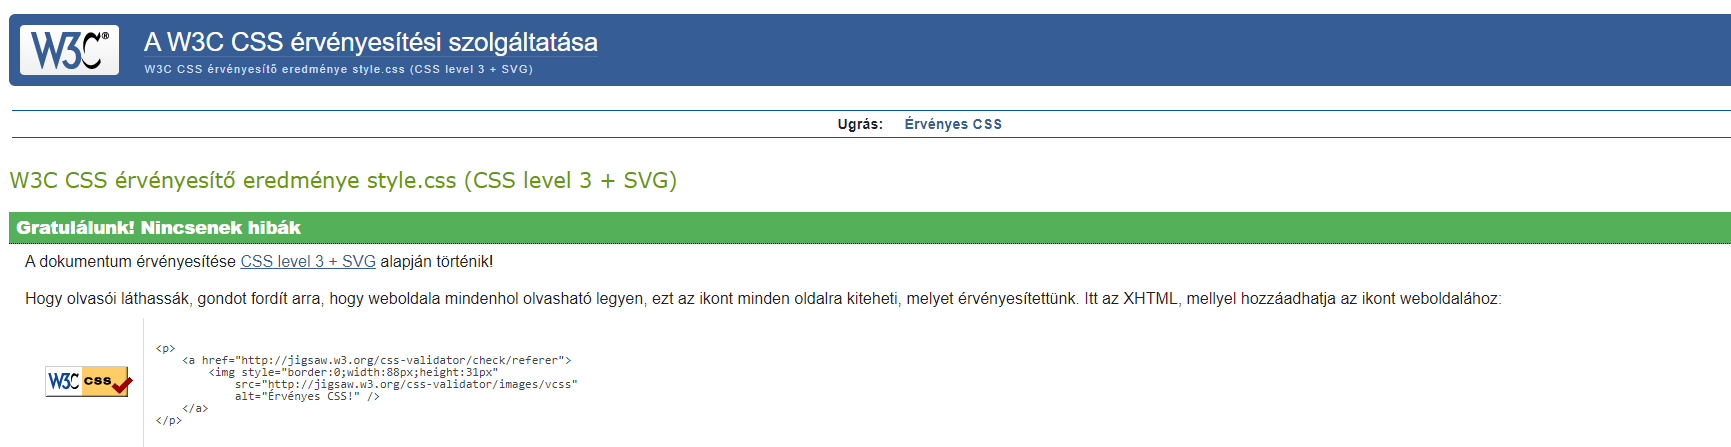 W3C®
A W3C CSS érvényesítési szolgáltatása
W3C CSS érvényesítő eredménye style.css (CSS level 3 + SVG)
Ugrás: Érvényes CSS
W3C CSS érvényesítő eredménye style.css (CSS level 3 + SVG)
Gratulálunk! Nincsenek hibák
A dokumentum érvényesítése CSS level 3 + SVG alapján történik!
Hogy olvasói láthassák, gondot fordít arra, hogy weboldala mindenhol olvasható legyen, ezt az ikont minden oldalra kiteheti, melyet érvényesítettünk. Itt az XHTML, mellyel hozzáadhatja az ikont weboldalához:
W3C css
<p>
    <a href="http://jigsaw.w3.org/css-validator/check/referer">
        <img style="border:0;width:88px;height:31px"
            src="http://jigsaw.w3.org/css-validator/images/vcss"
            alt="Érvényes CSS!" />
    </a>
</p>